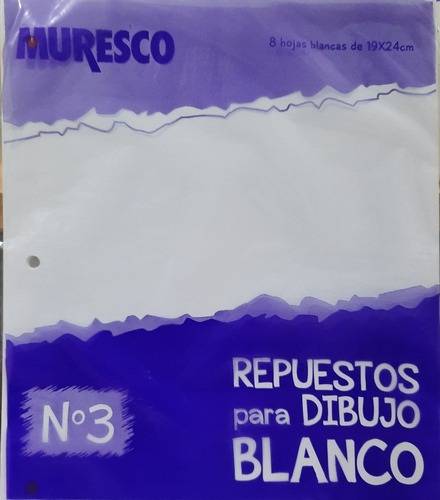 MURESCO
8 hojas blancas de 19X24cm
Nº3
REPUESTOS
para DIBUJO
BLANCO